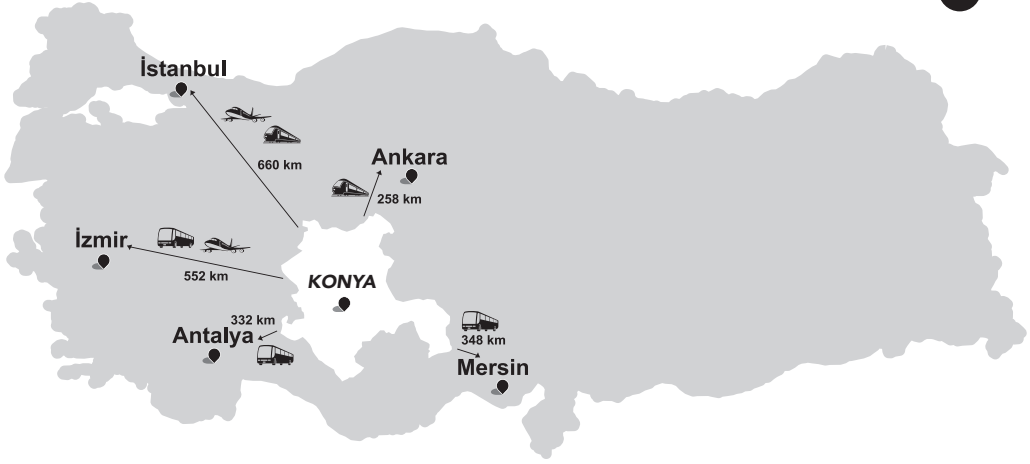 İstanbul
660 km
Ankara
258 km
İzmir
552 km
KONYA
332 km
Antalya
348 km
Mersin